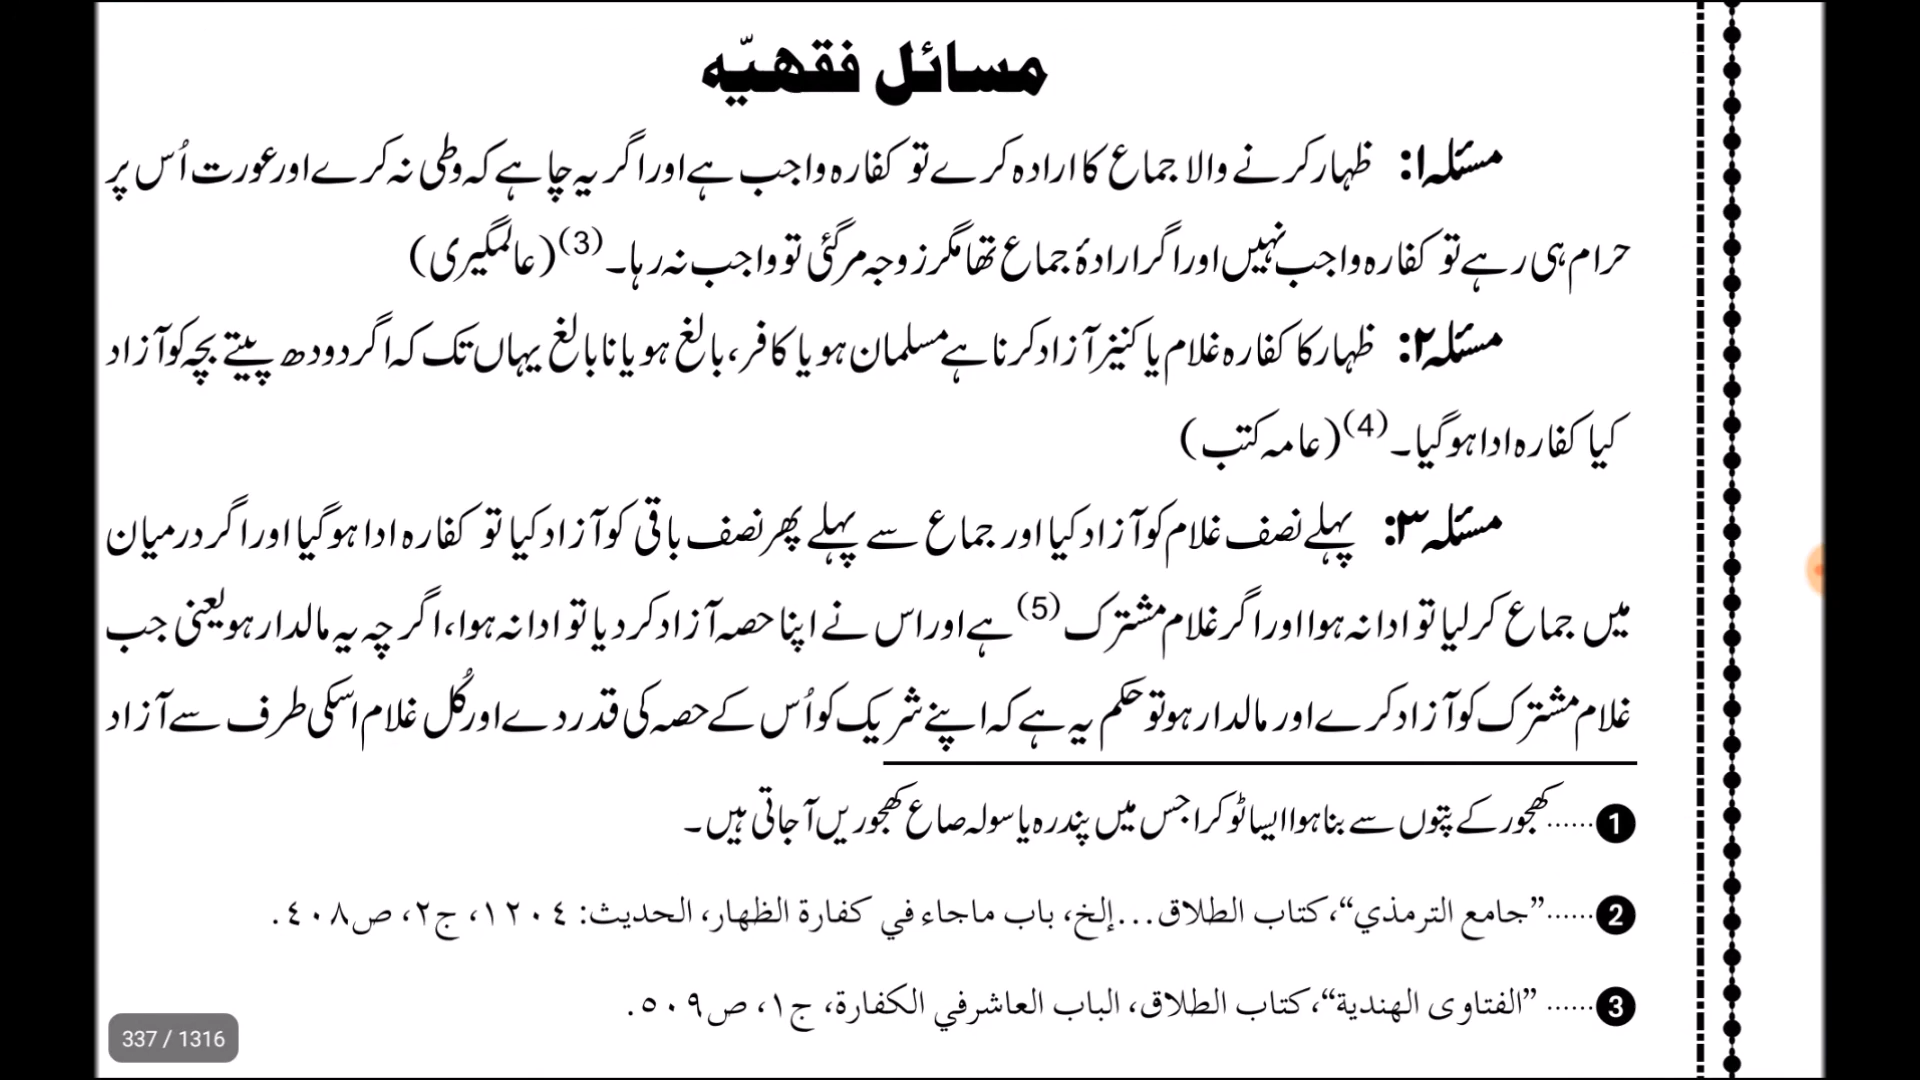 مسائل فقهیّہ
مسئلہ ۱: ظہار کرنے والا جماع کا ارادہ کرے تو کفارہ واجب ہے اور اگر یہ چاہے کہ وطی نہ کرے اور عورت اُس پر
حرام ہی رہے تو کفارہ واجب نہیں اور اگر ارادۂ جماع تھا مگر زوجہ مرگئی تو واجب نہ رہا۔(3) (عالمگیری)
مسئلہ ۲: ظہار کا کفارہ غلام یا کنیز آزاد کرنا ہے مسلمان ہو یا کافر، بالغ ہو یا نابالغ یہاں تک کہ اگر دودھ پیتے بچہ کو آزاد
کیا کفارہ ادا ہوگیا۔(4) (عامہ کتب)
مسئلہ ۳: پہلے نصف غلام کو آزاد کیا اور جماع سے پہلے پھر نصف باقی کو آزاد کیا تو کفارہ ادا ہوگیا اور اگر درمیان
میں جماع کرلیا تو ادا نہ ہوا اور اگر غلام مشترک (5) ہے اور اس نے اپنا حصہ آزاد کردیا تو ادا نہ ہوا، اگرچہ یہ مالدار ہو یعنی جب
غلام مشترک کو آزاد کرے اور مالدار ہو تو حکم یہ ہے کہ اپنے شریک کو اُس کے حصہ کی قدر دے اور کُل غلام اسکی طرف سے آزاد
1......کھجور کے پتوں سے بنا ہوا ایسا ٹوکرا جس میں پندرہ یا سولہ صاع کھجوریں آجاتی ہیں۔
2......”جامع الترمذي“، کتاب الطلاق...إلخ، باب ماجاء في کفارة الظهار، الحديث: ١٢٠٤، ج٢، ص٤٠٨.
3...... ”الفتاوى الهندية“، کتاب الطلاق، الباب العاشر في الکفارة، ج١، ص٥٠٩.
337 / 1316